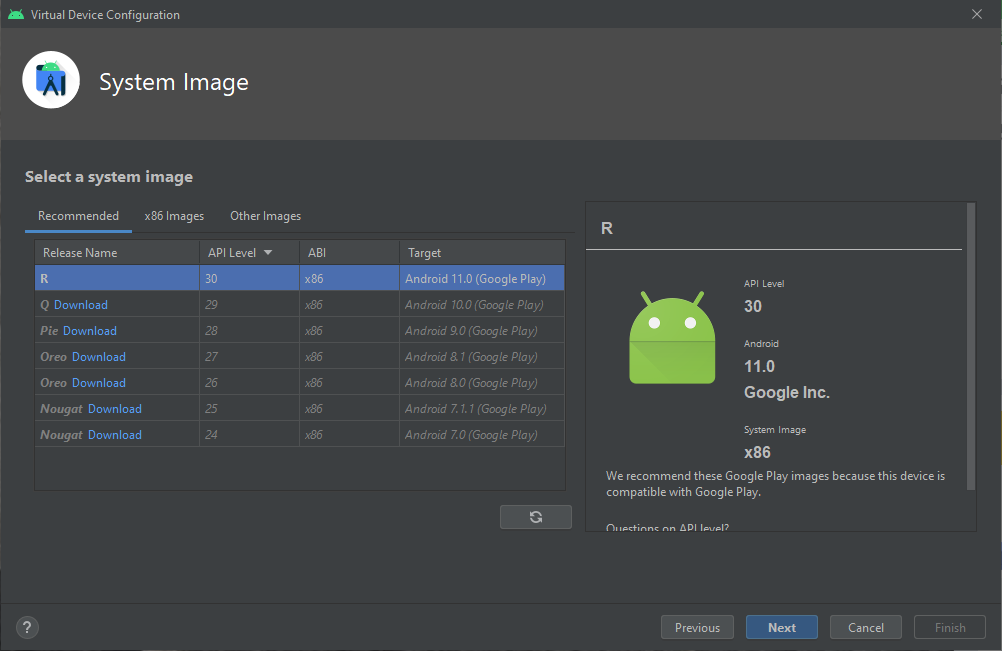 Virtual Device Configuration
System Image
Select a system image
Recommended x86 Images Other Images
Release Name API Level ABI Target
R 30 x86 Android 11.0 (Google Play)
Q Download 29 x86 Android 10.0 (Google Play)
Pie Download 28 x86 Android 9.0 (Google Play)
Oreo Download 27 x86 Android 8.1 (Google Play)
Oreo Download 26 x86 Android 8.0 (Google Play)
Nougat Download 25 x86 Android 7.1.1 (Google Play)
Nougat Download 24 x86 Android 7.0 (Google Play)
R
API Level
30
Android
11.0
Google Inc.
System Image
x86
We recommend these Google Play images because this device is
compatible with Google Play.
Questions on API level?
? Previous Next Cancel Finish